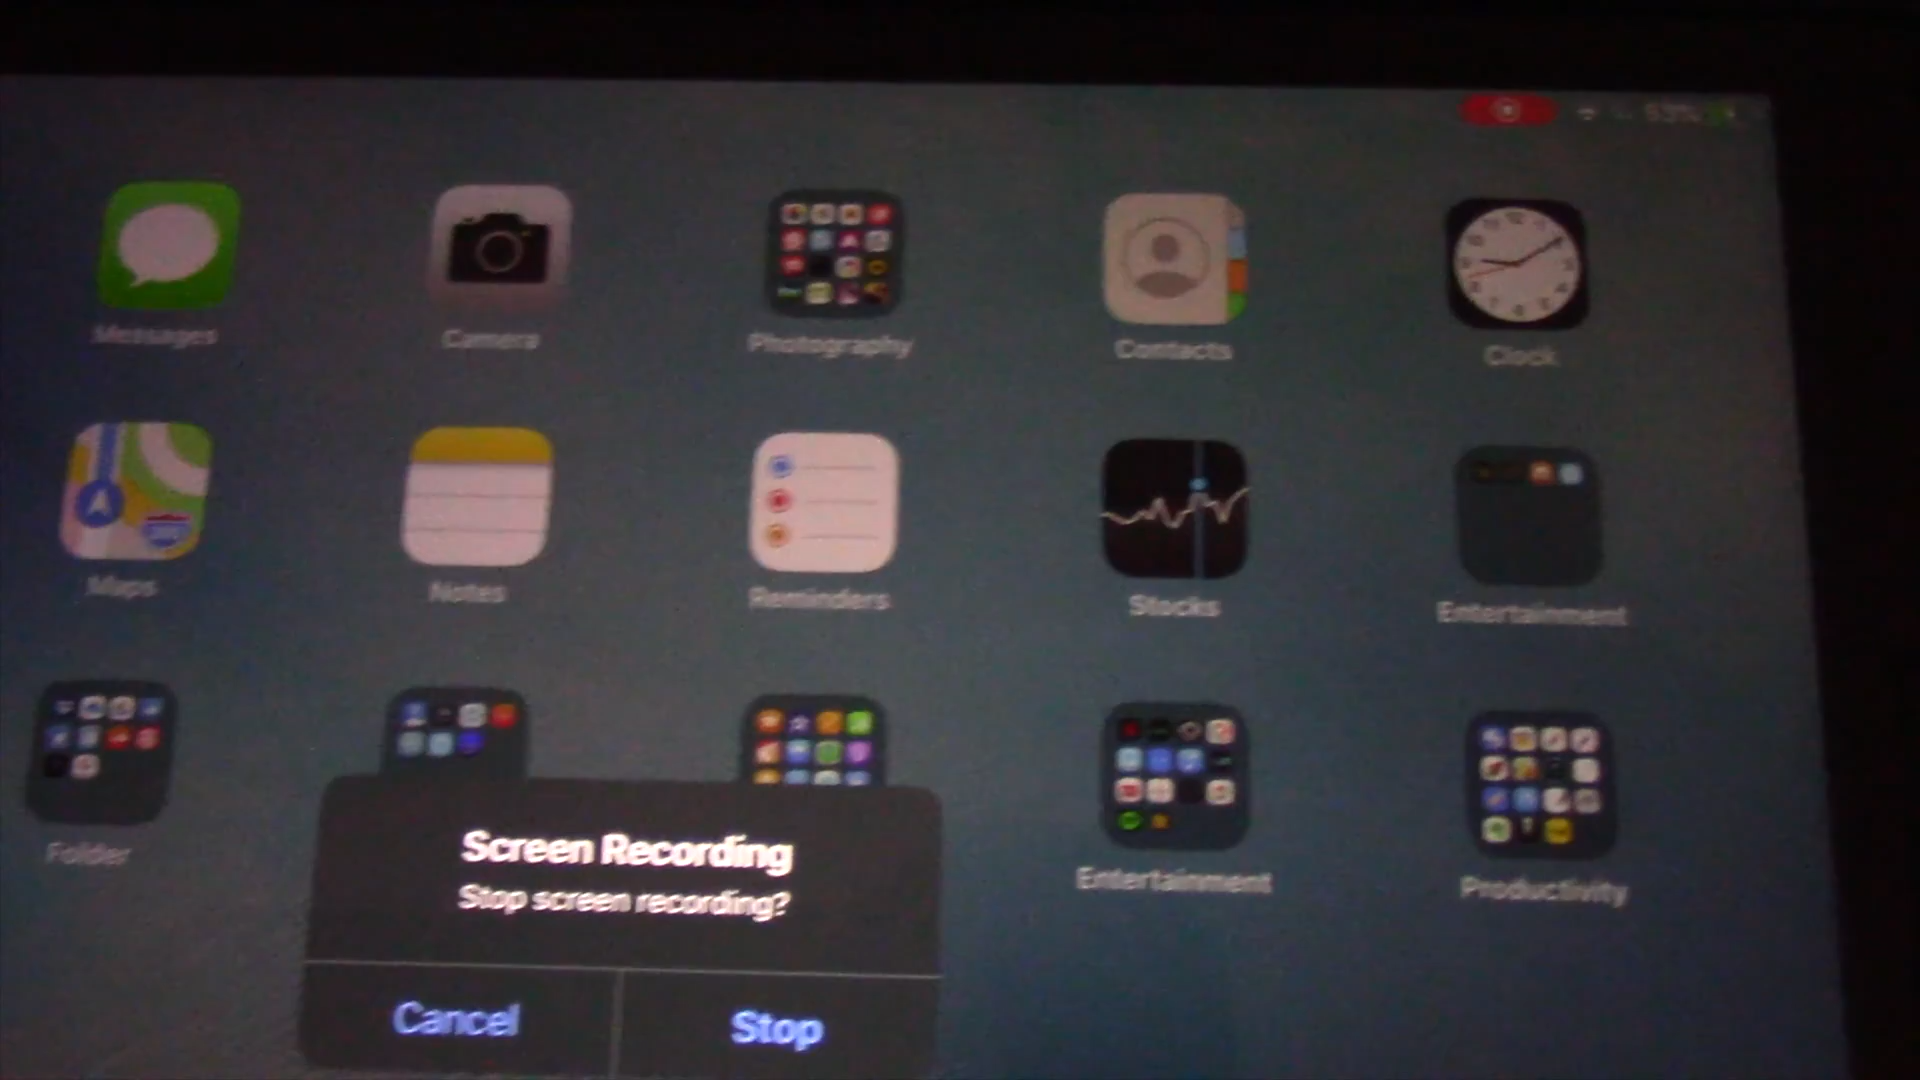 Messages
Camera
Photography
Contacts
Clock
Maps
Notes
Reminders
Stocks
Entertainment
Folder
Entertainment
Productivity
Screen Recording
Stop screen recording?
Cancel
Stop